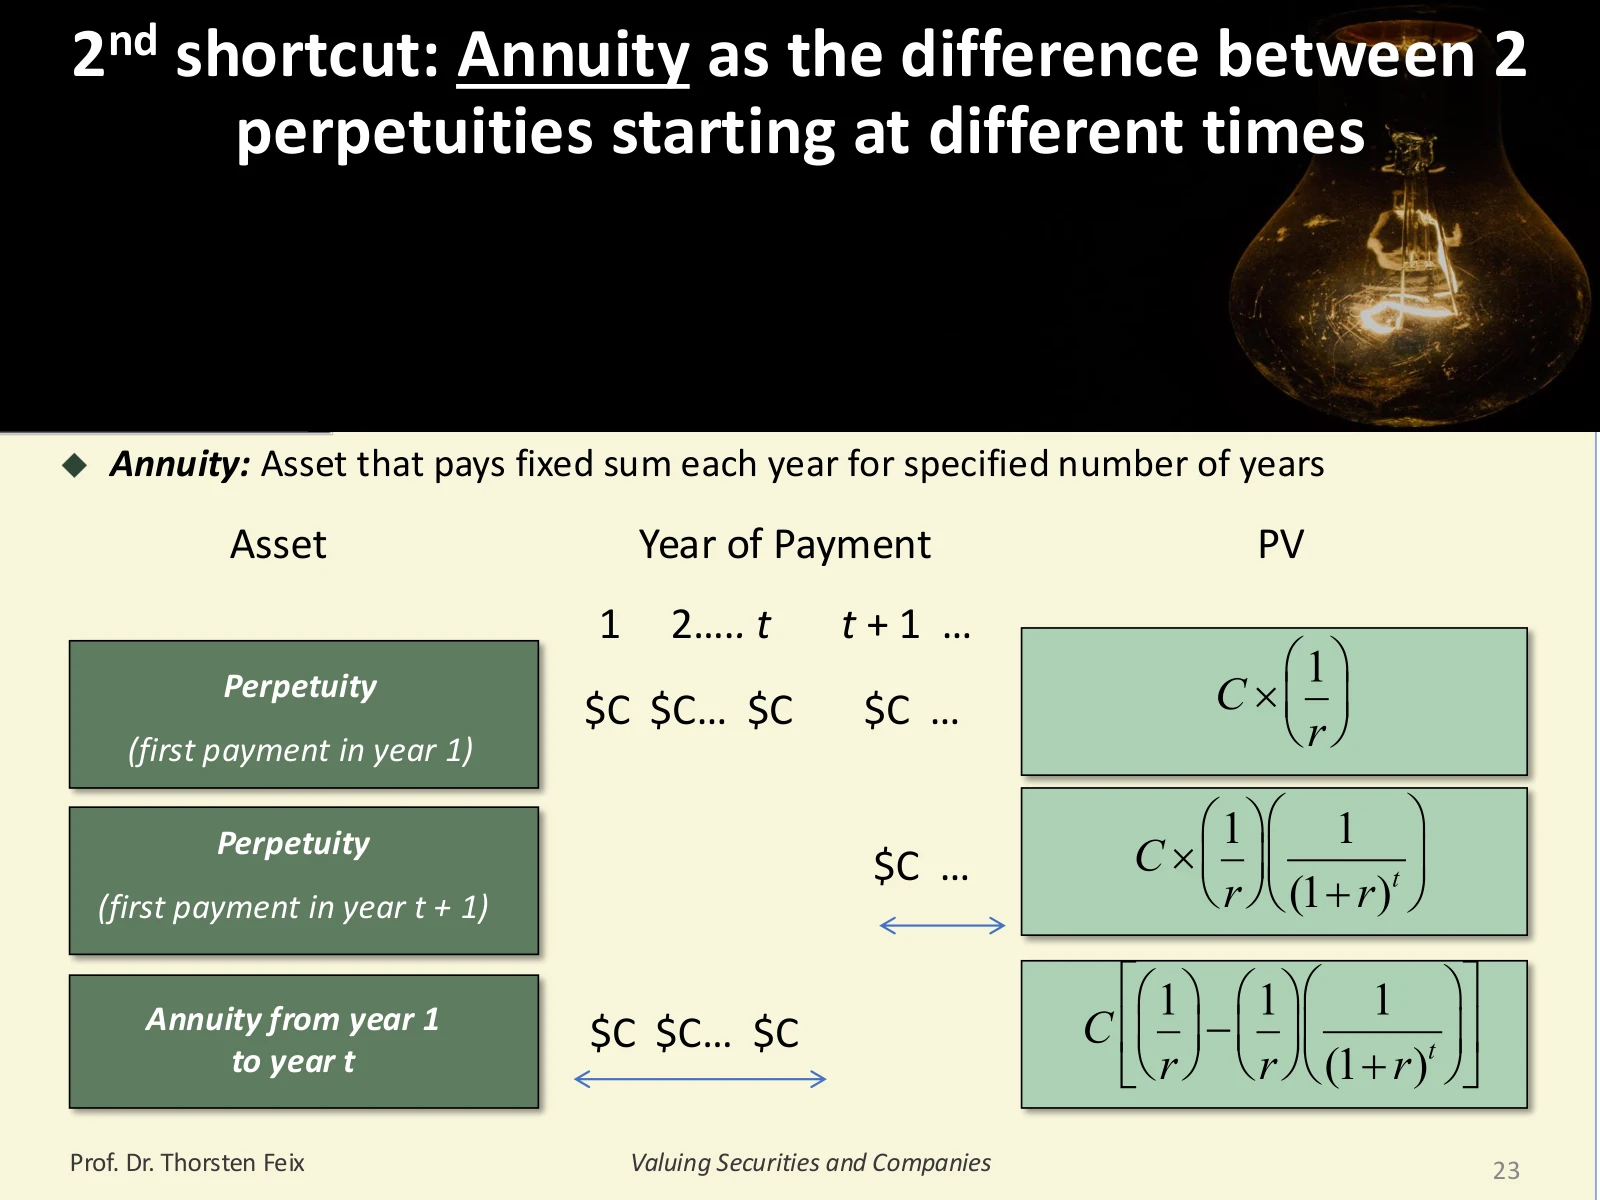 2nd shortcut: Annuity as the difference between 2
perpetuities starting at different times
◆ Annuity: Asset that pays fixed sum each year for specified number of years
Asset Year of Payment PV
1 2….. t t + 1 …
Perpetuity
(first payment in year 1)
$C $C… $C $C …
C × (1/r)
Perpetuity
(first payment in year t + 1)
$C …
C × (1/r)(1/(1+r)^t)
Annuity from year 1
to year t
$C $C… $C
C[(1/r) − (1/r)(1/(1+r)^t)]
Prof. Dr. Thorsten Feix Valuing Securities and Companies 23